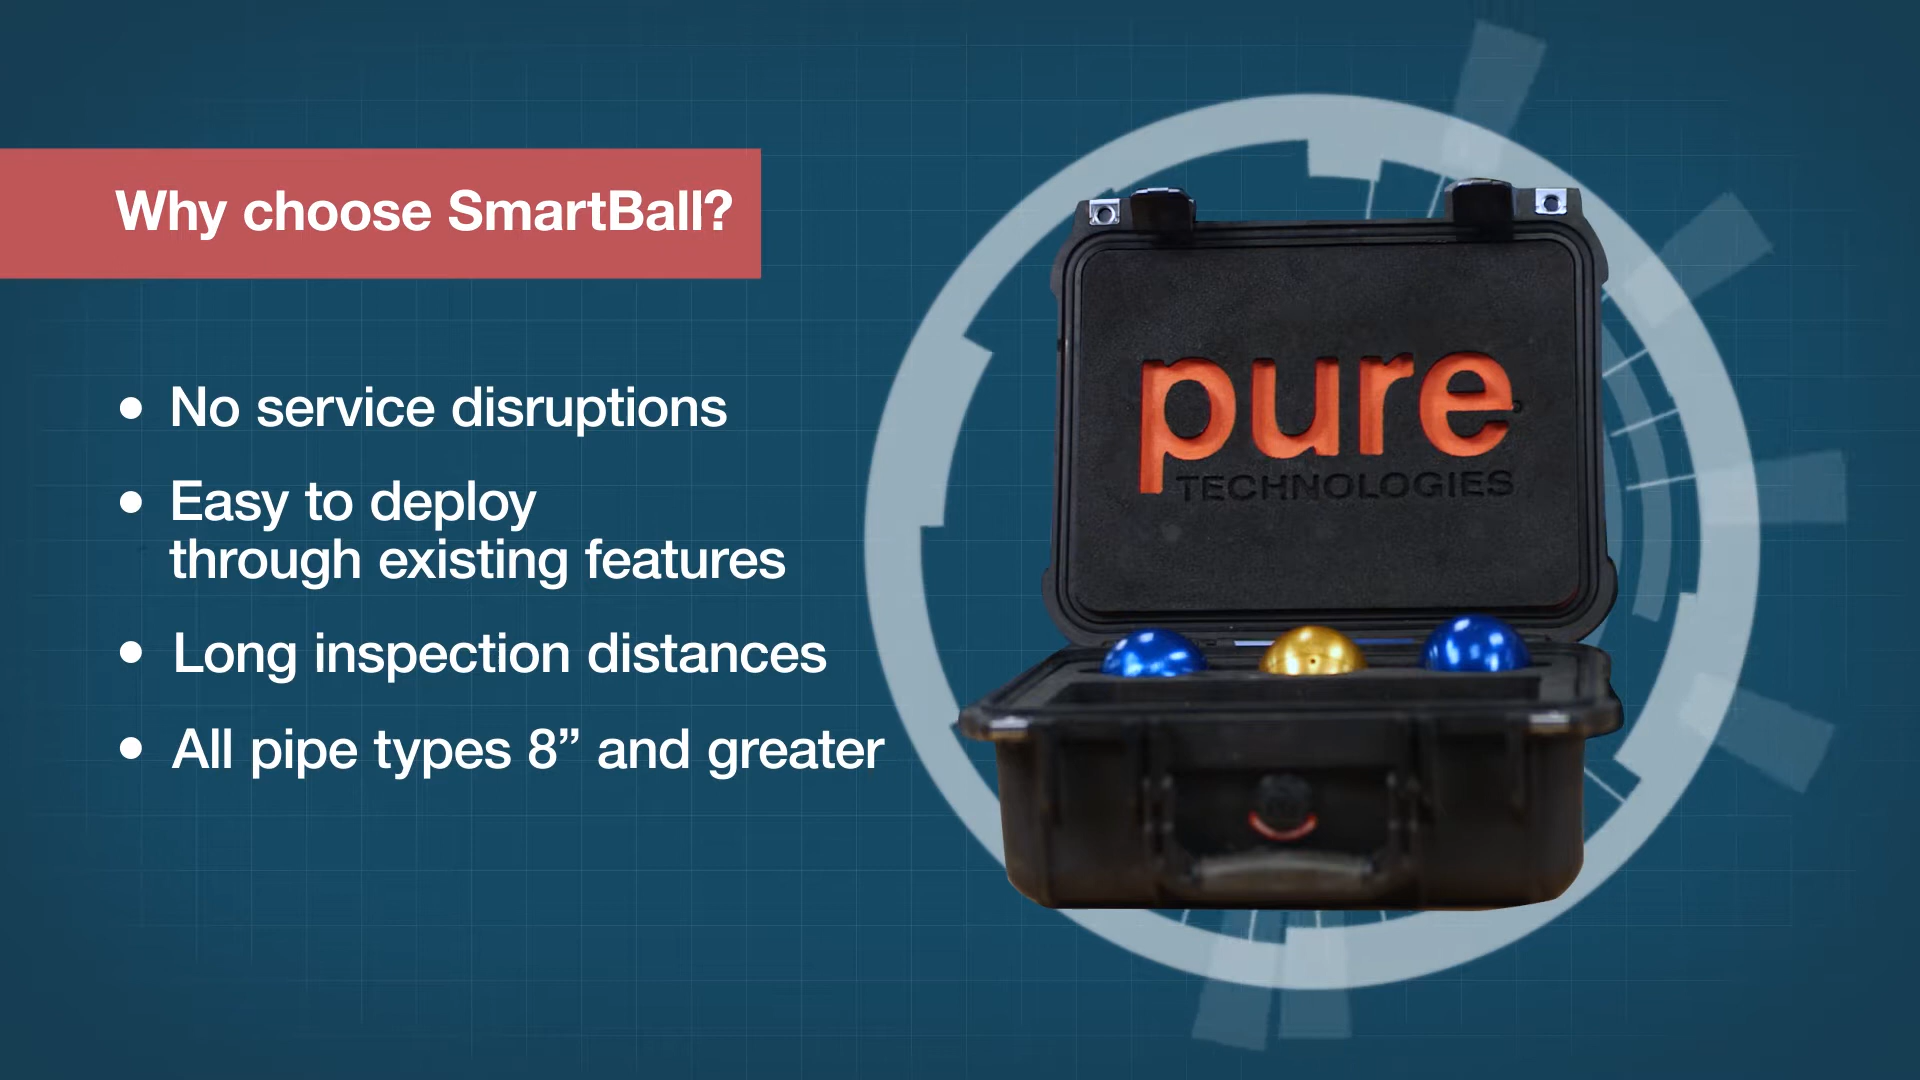 Why choose SmartBall?
• No service disruptions
• Easy to deploy
through existing features
• Long inspection distances
• All pipe types 8” and greater
pure
TECHNOLOGIES